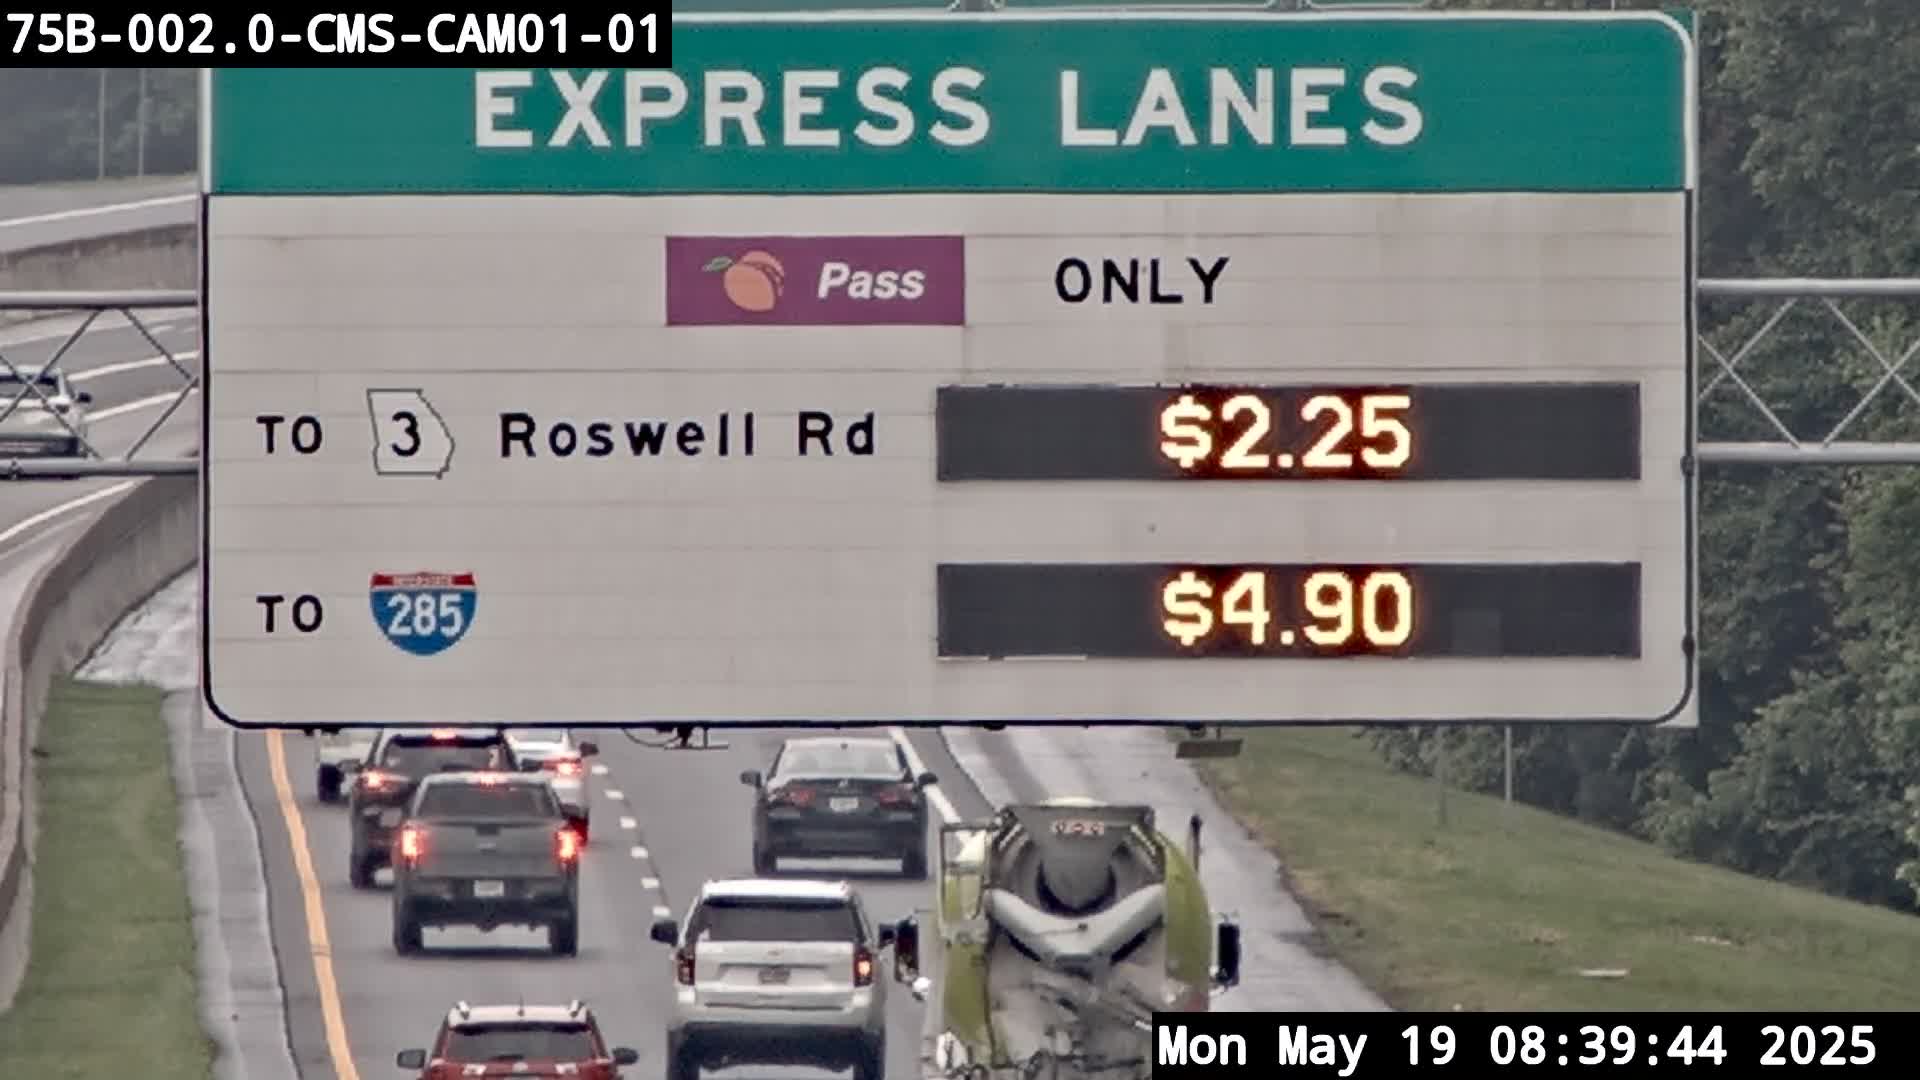 75B-002.0-CMS-CAM01-01
EXPRESS LANES
Pass ONLY
TO 3 Roswell Rd $2.25
TO INTERSTATE 285 $4.90
Mon May 19 08:39:44 2025